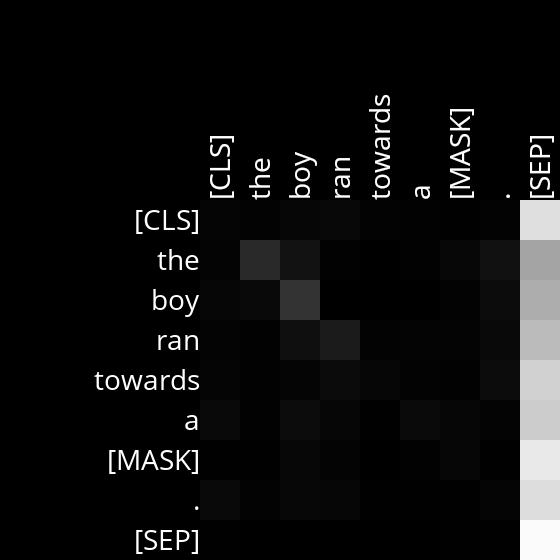 [CLS] the boy ran towards a [MASK] . [SEP]
[CLS]
the
boy
ran
towards
a
[MASK]
.
[SEP]